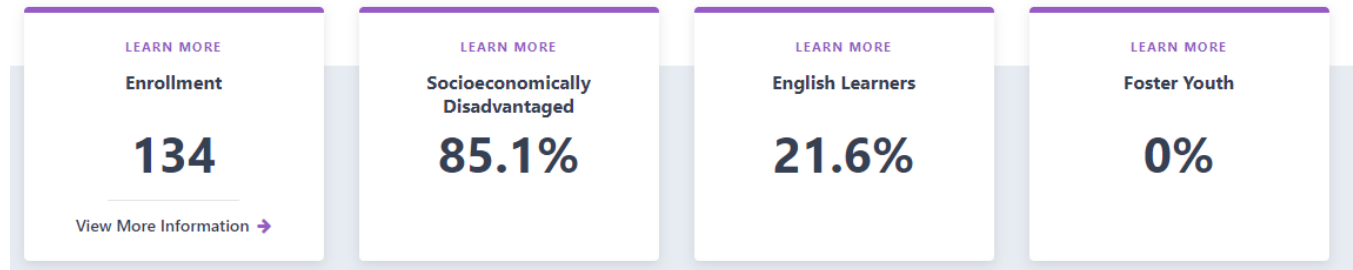 LEARN MORE
Enrollment
134
View More Information
LEARN MORE
Socioeconomically
Disadvantaged
85.1%
LEARN MORE
English Learners
21.6%
LEARN MORE
Foster Youth
0%